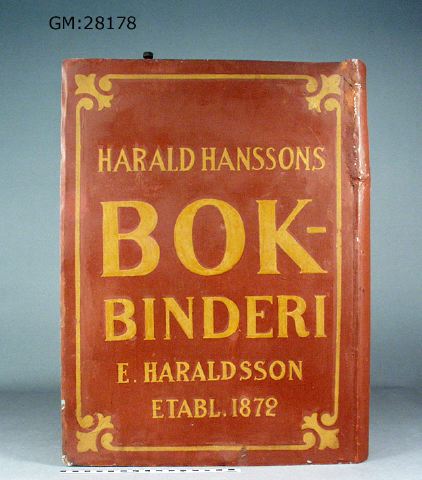 GM:28178
HARALD HANSSONS
BOK-
BINDERI
E. HARALDSSON
ETABL. 1872